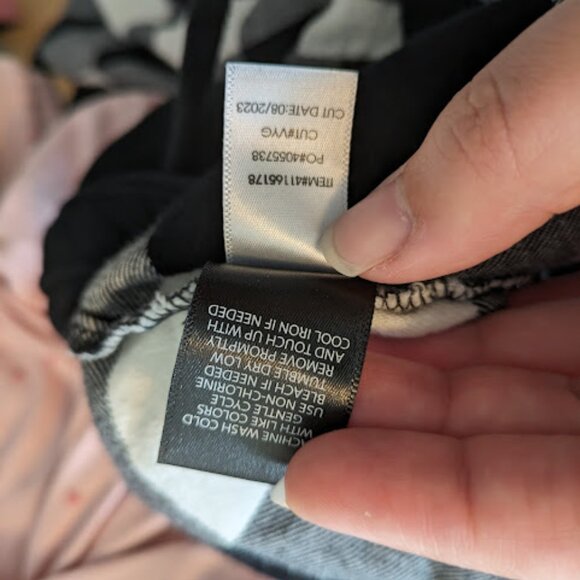 ITEM#41166178
PO#4055738
CUT#VYG
CUT DATE:08/2023
ACHINE WASH COLD
WITH LIKE COLORS
GENTLE CYCLE
USE NON-CHLORINE
BLEACH IF NEEDED
TUMBLE DRY LOW
REMOVE PROMPTLY
AND TOUCH UP WITH
COOL IRON IF NEEDED